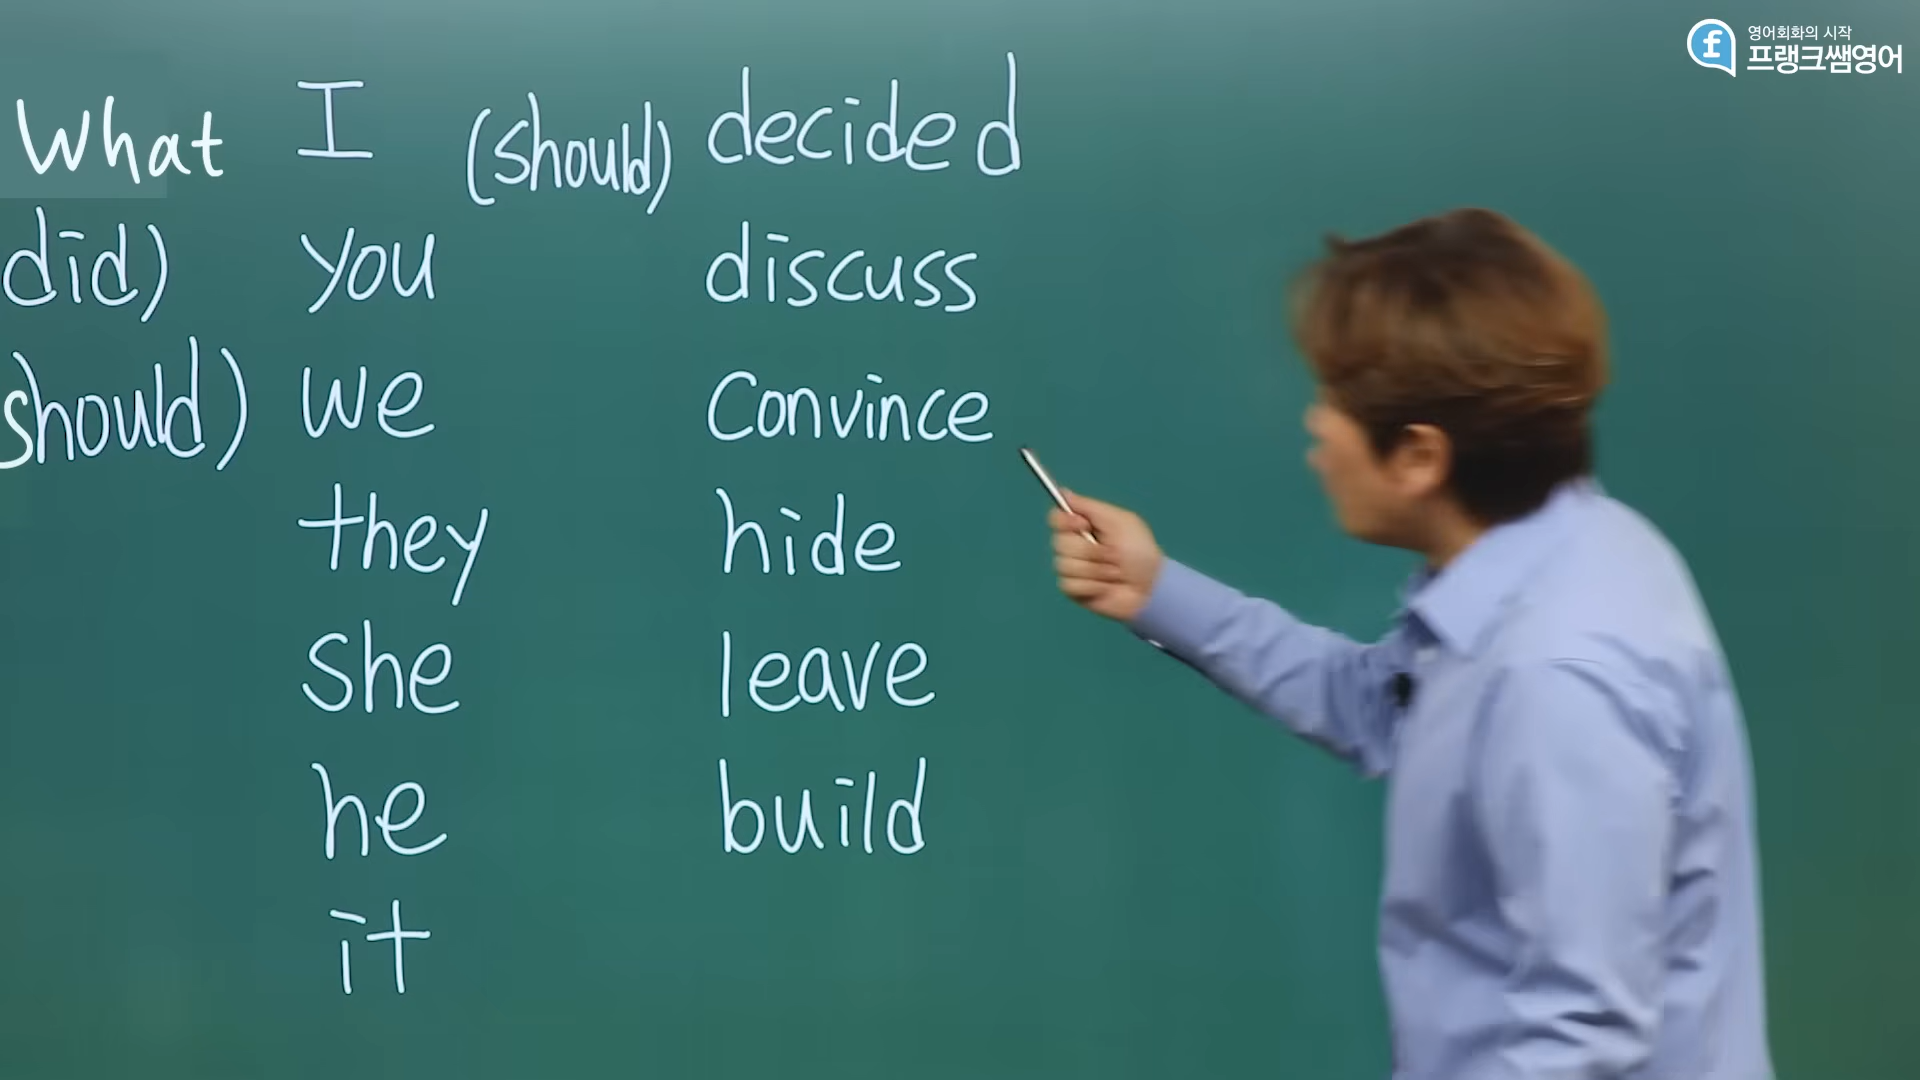 영어회화의 시작
프랭크쌤영어
What I (should) decided
did) you discuss
should) we Convince
they hide
she leave
he build
it